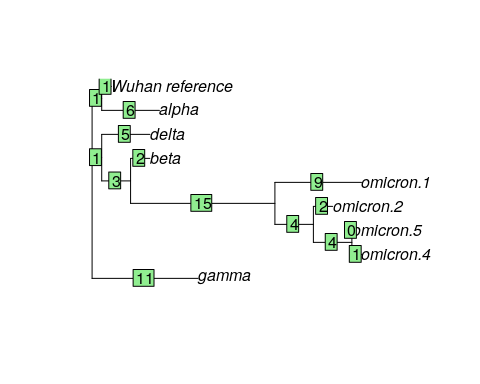 1 Wuhan reference
1
6 alpha
5 delta
1 2 beta
3 9 omicron.1
15 2 omicron.2
4 0 omicron.5
4
1 omicron.4
11 gamma